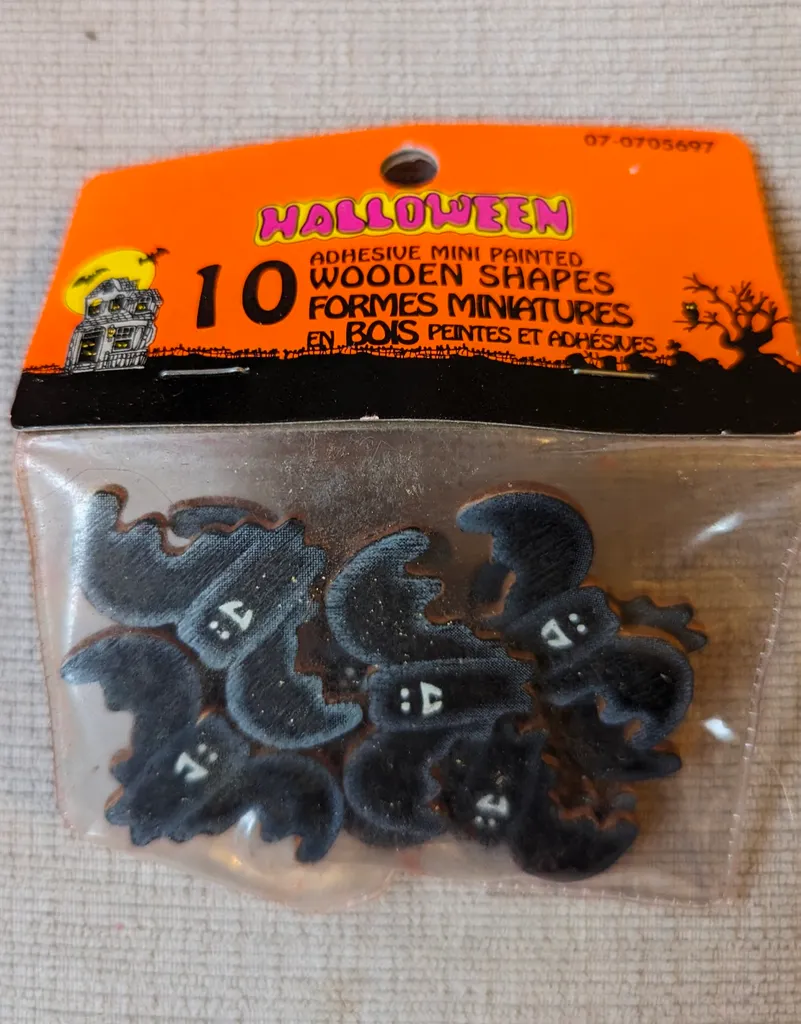 07-0705697
HALLOWEEN
10
ADHESIVE MINI PAINTED
WOODEN SHAPES
FORMES MINIATURES
EN BOIS PEINTES ET ADHÉSIVES